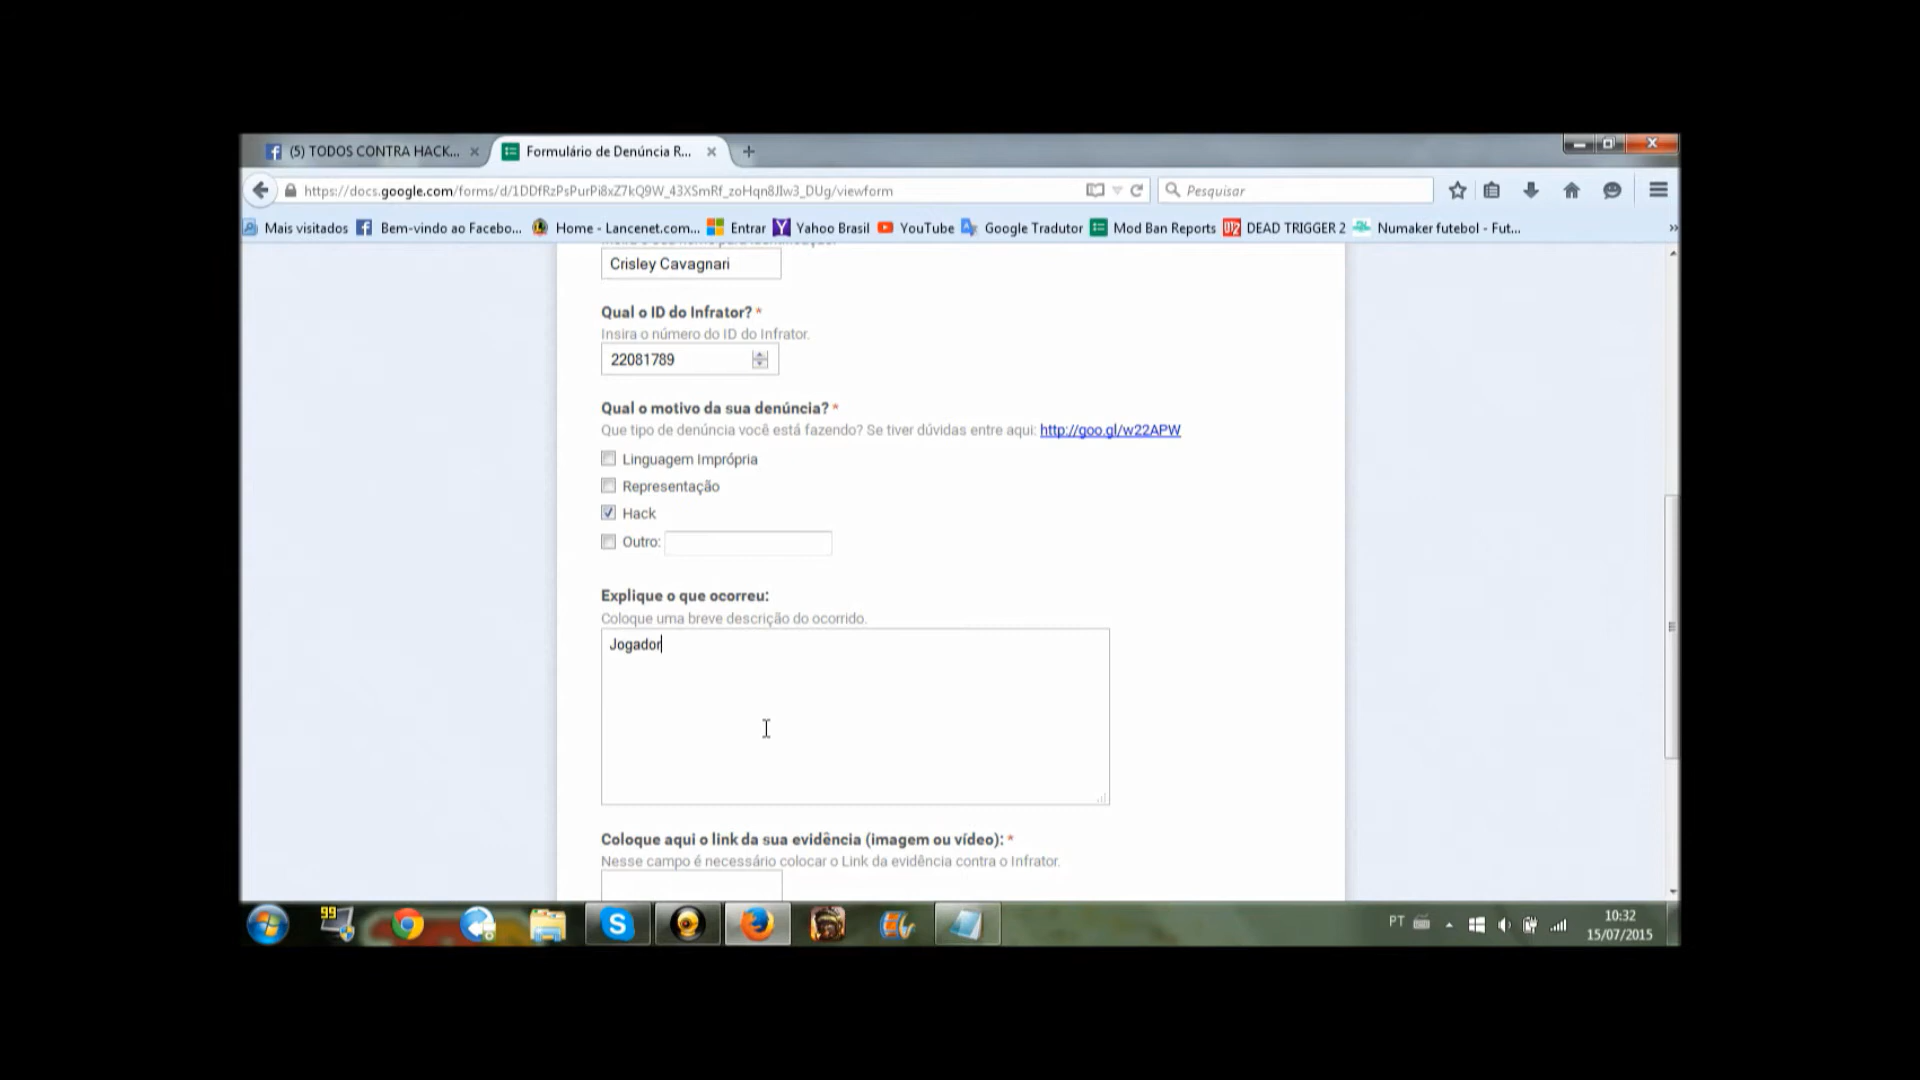 (5) TODOS CONTRA HACK...
Formulário de Denúncia R...
https://docs.google.com/forms/d/1DDfRzPsPurPi8xZ7kQ9W_43XSmRf_zoHqn8JIw3_DUg/viewform
Pesquisar
Mais visitados
Bem-vindo ao Facebo...
Home - Lancenet.com...
Entrar
Yahoo Brasil
YouTube
Google Tradutor
Mod Ban Reports
DEAD TRIGGER 2
Numaker futebol - Fut...
Crisley Cavagnari
Qual o ID do Infrator? *
Insira o número do ID do Infrator.
22081789
Qual o motivo da sua denúncia? *
Que tipo de denúncia você está fazendo? Se tiver dúvidas entre aqui: http://goo.gl/w22APW
Linguagem Imprópria
Representação
Hack
Outro:
Explique o que ocorreu:
Coloque uma breve descrição do ocorrido.
Jogador
Coloque aqui o link da sua evidência (imagem ou vídeo): *
Nesse campo é necessário colocar o Link da evidência contra o Infrator.
99
PT
10:32
15/07/2015